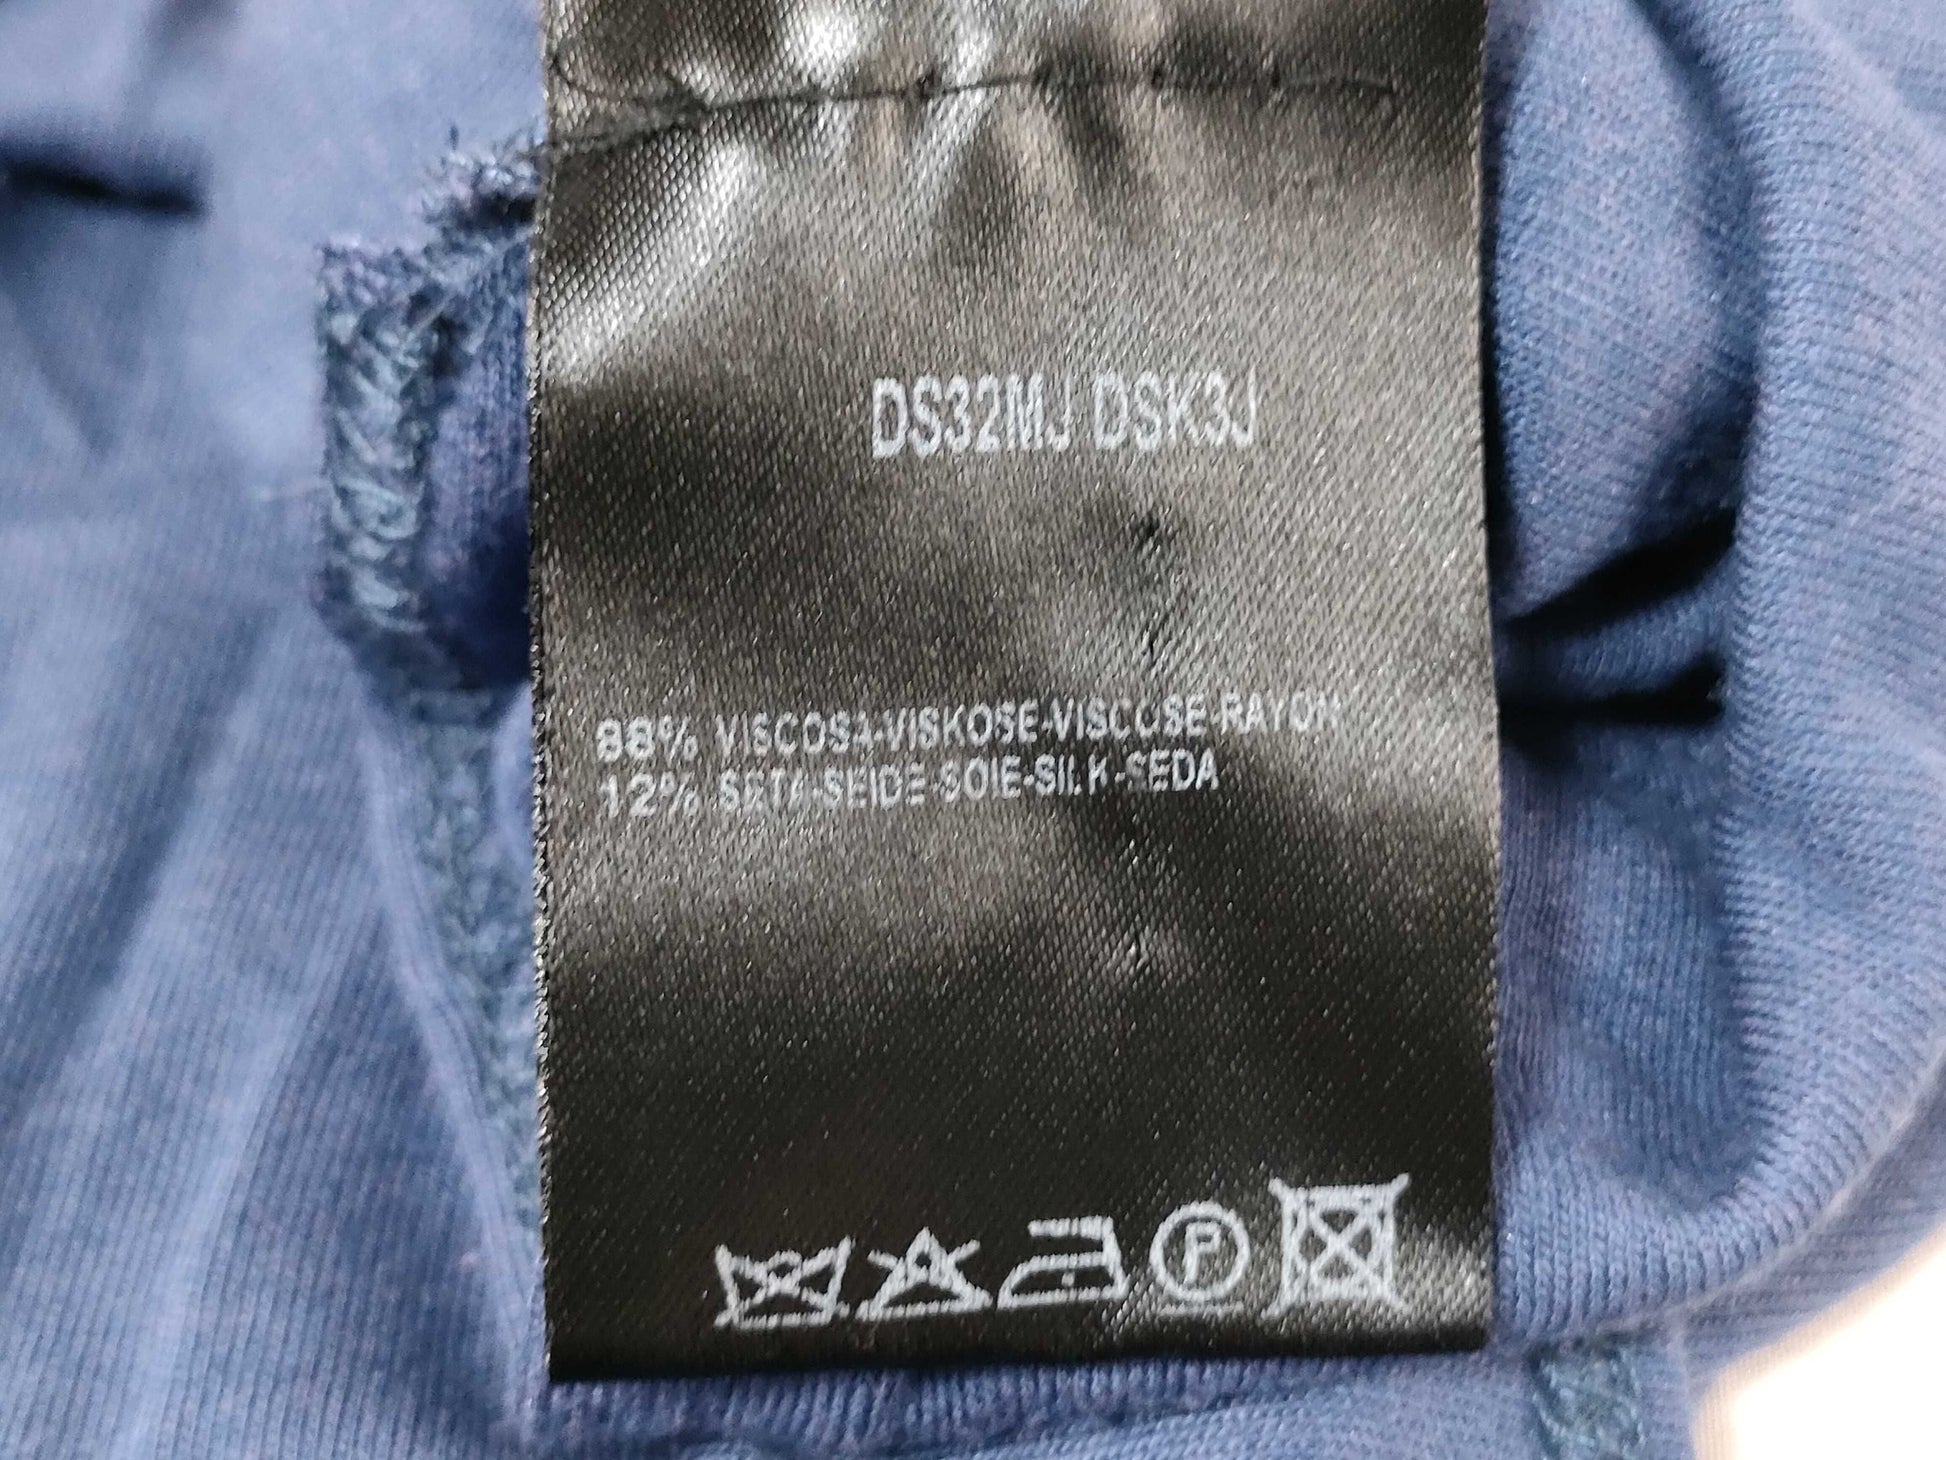 DS32MJ DSK3J
88% VISCOSA-VISKOSE-VISCOSE-RAYON
12% SETA-SEIDE-SOIE-SILK-SEDA
P